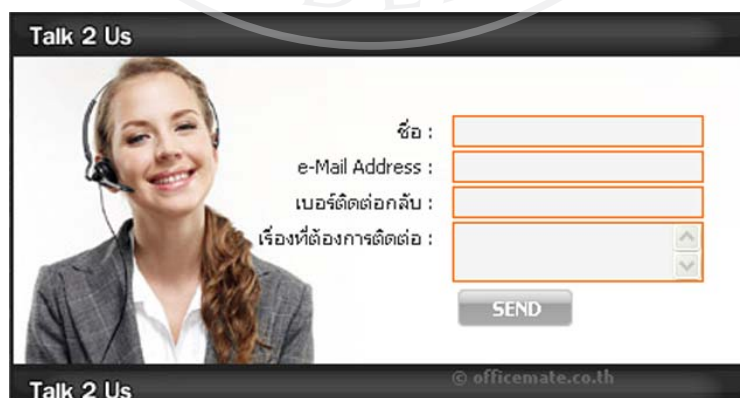 Talk 2 Us
ชื่อ :
e-Mail Address :
เบอร์ติดต่อกลับ :
เรื่องที่ต้องการติดต่อ :
SEND
© officemate.co.th
Talk 2 Us